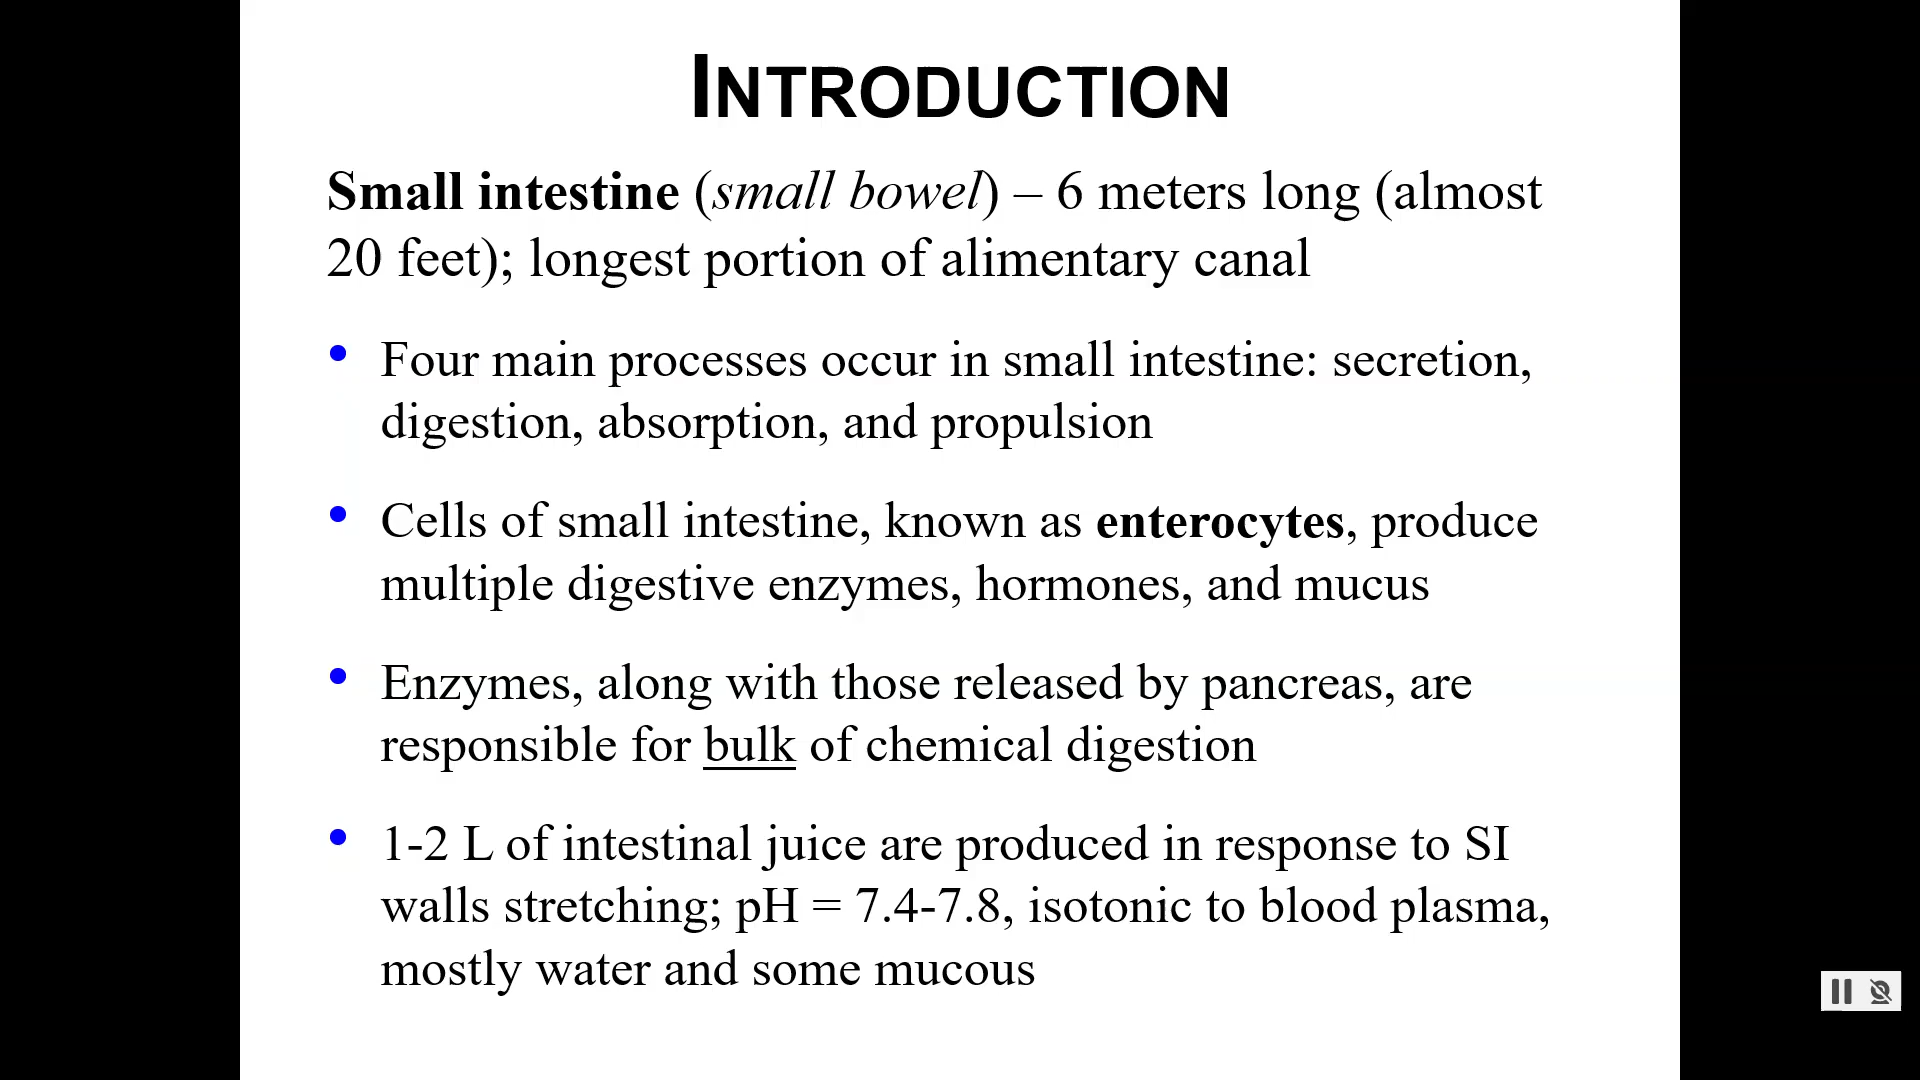 INTRODUCTION
Small intestine (small bowel) – 6 meters long (almost
20 feet); longest portion of alimentary canal
• Four main processes occur in small intestine: secretion,
digestion, absorption, and propulsion
• Cells of small intestine, known as enterocytes, produce
multiple digestive enzymes, hormones, and mucus
• Enzymes, along with those released by pancreas, are
responsible for bulk of chemical digestion
• 1-2 L of intestinal juice are produced in response to SI
walls stretching; pH = 7.4-7.8, isotonic to blood plasma,
mostly water and some mucous